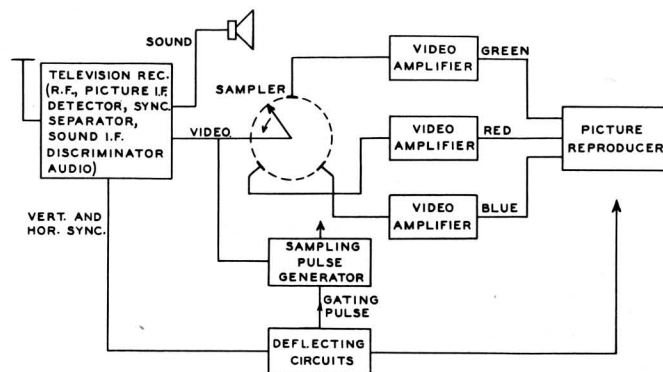 SOUND
TELEVISION REC.
(R.F., PICTURE I.F.
DETECTOR, SYNC.
SEPARATOR,
SOUND I.F.
DISCRIMINATOR
AUDIO)
SAMPLER
VIDEO
VIDEO
AMPLIFIER
GREEN
VIDEO
AMPLIFIER
RED
VIDEO
AMPLIFIER
BLUE
PICTURE
REPRODUCER
VERT. AND
HOR. SYNC.
SAMPLING
PULSE
GENERATOR
GATING
PULSE
DEFLECTING
CIRCUITS